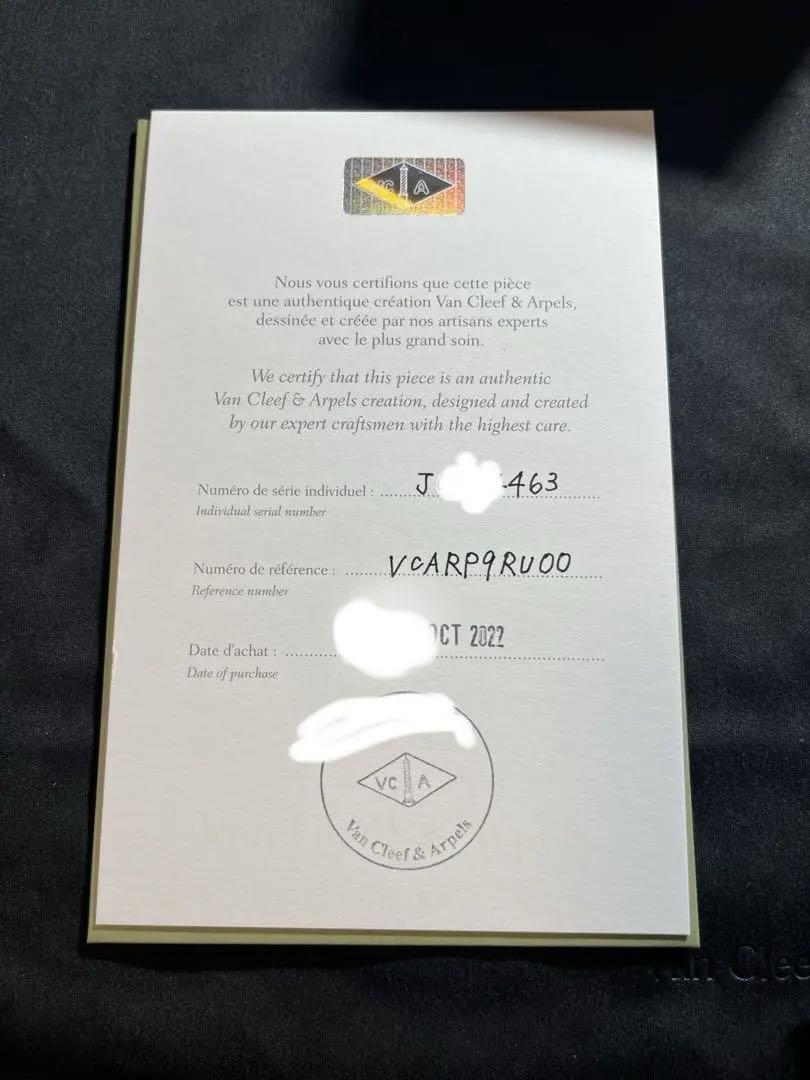 VC A
Nous vous certifions que cette pièce
est une authentique création Van Cleef & Arpels,
dessinée et créée par nos artisans experts
avec le plus grand soin.
We certify that this piece is an authentic
Van Cleef & Arpels creation, designed and created
by our expert craftsmen with the highest care.
Numéro de série individuel : J 463
Individual serial number
Numéro de référence : VCARP9RU00
Reference number
Date d'achat : OCT 2022
Date of purchase
VC A
Van Cleef & Arpels